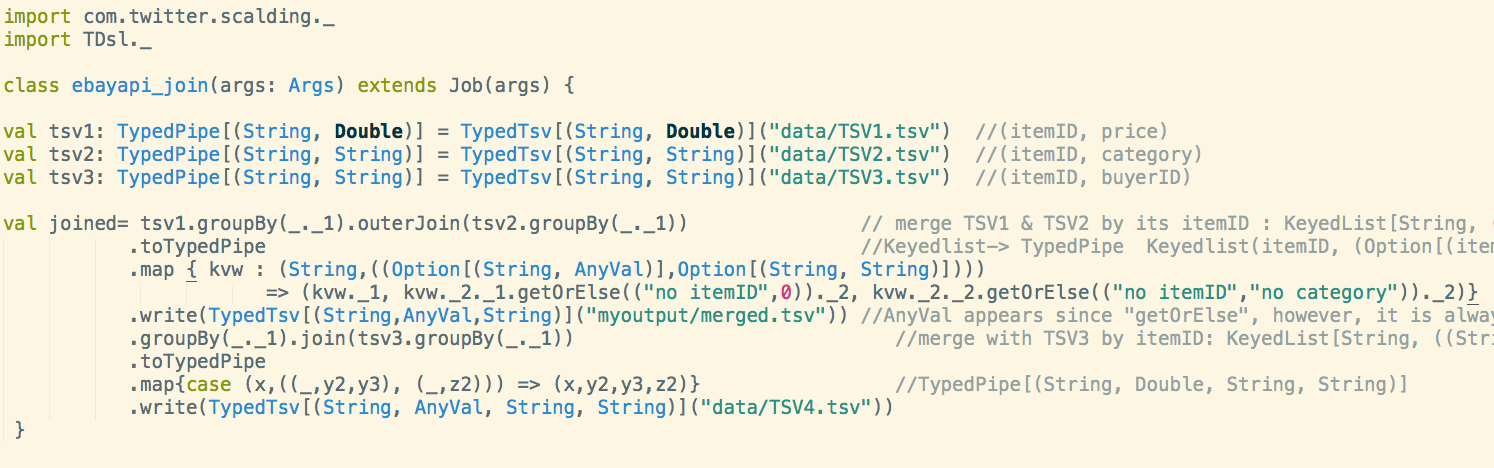 import com.twitter.scalding._
import TDsl._
class ebayapi_join(args: Args) extends Job(args) {
val tsv1: TypedPipe[(String, Double)] = TypedTsv[(String, Double)]("data/TSV1.tsv")  //(itemID, price)
val tsv2: TypedPipe[(String, String)] = TypedTsv[(String, String)]("data/TSV2.tsv")  //(itemID, category)
val tsv3: TypedPipe[(String, String)] = TypedTsv[(String, String)]("data/TSV3.tsv")  //(itemID, buyerID)
val joined= tsv1.groupBy(_._1).outerJoin(tsv2.groupBy(_._1))               // merge TSV1 & TSV2 by its itemID : KeyedList[String, (
.toTypedPipe                                                    //Keyedlist-> TypedPipe  Keyedlist(itemID, (Option[(item
.map { kvw : (String,((Option[(String, AnyVal)],Option[(String, String)])))
=> (kvw._1, kvw._2._1.getOrElse(("no itemID",0))._2, kvw._2._2.getOrElse(("no itemID","no category"))._2)}
.write(TypedTsv[(String,AnyVal,String)]("myoutput/merged.tsv")) //AnyVal appears since "getOrElse", however, it is alway
.groupBy(_._1).join(tsv3.groupBy(_._1))                            //merge with TSV3 by itemID: KeyedList[String, ((Stri
.toTypedPipe
.map{case (x,((_,y2,y3), (_,z2))) => (x,y2,y3,z2)}                 //TypedPipe[(String, Double, String, String)]
.write(TypedTsv[(String, AnyVal, String, String)]("data/TSV4.tsv"))
}